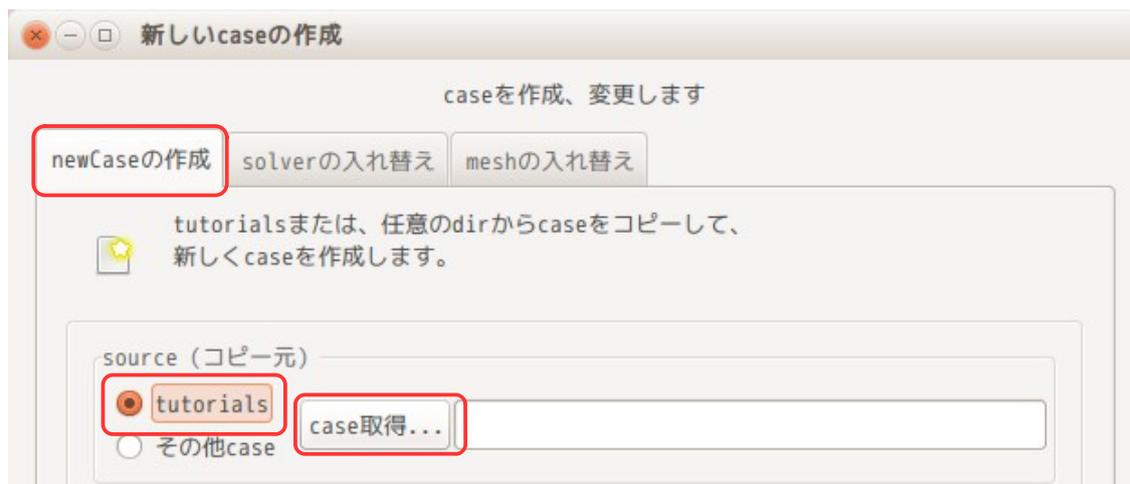 新しいcaseの作成
caseを作成、変更します
newCaseの作成 solverの入れ替え meshの入れ替え
tutorialsまたは、任意のdirからcaseをコピーして、
新しくcaseを作成します。
source (コピー元)
tutorials
case取得...
その他case